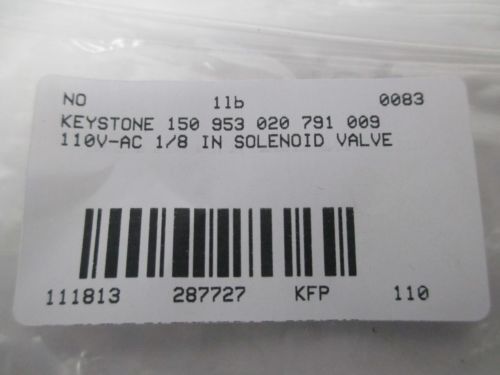 NO 1lb 0083
KEYSTONE 150 953 020 791 009
110V-AC 1/8 IN SOLENOID VALVE
111813 287727 KFP 110